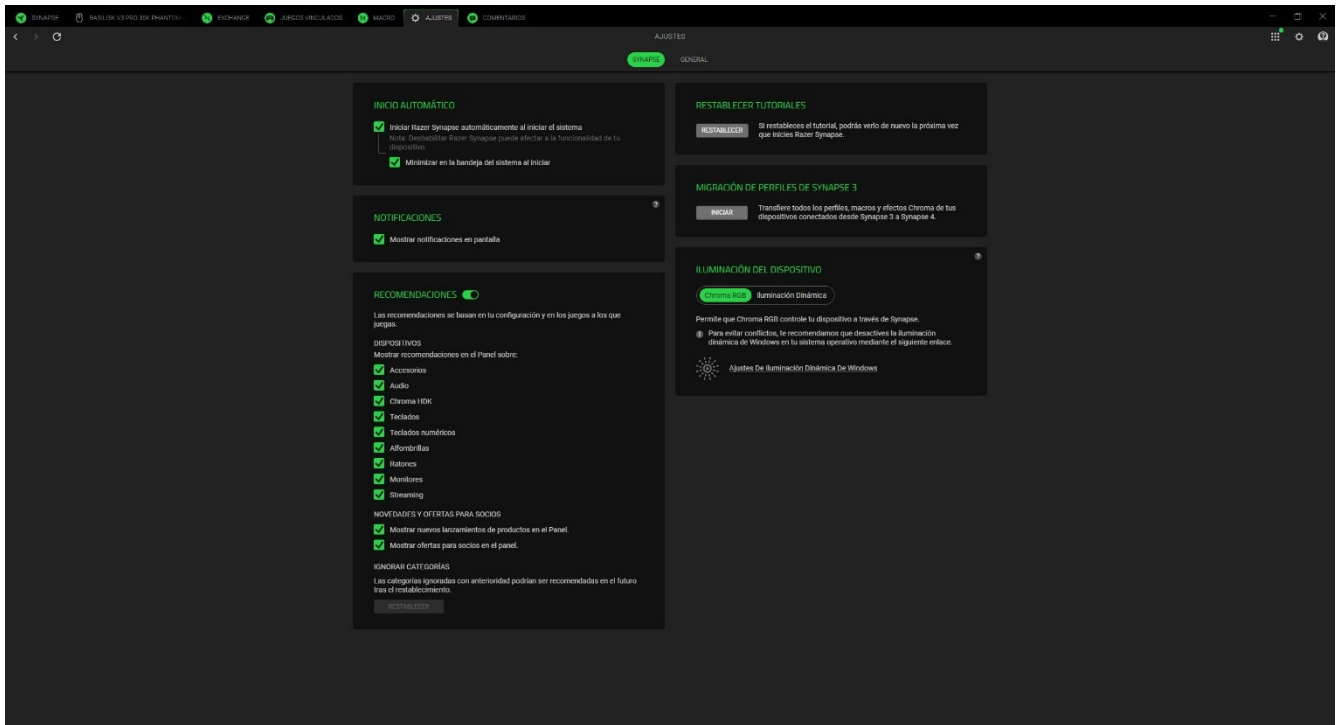 SYNAPSE
BASILISK V3 PRO 35K PHANTOM
EXCHANGE
JUEGOS VINCULADOS
MACRO
AJUSTES
COMENTARIOS
AJUSTES
SYNAPSE
GENERAL
INICIO AUTOMÁTICO
Iniciar Razer Synapse automáticamente al iniciar el sistema
Nota: Deshabilitar Razer Synapse puede afectar a la funcionalidad de tu
dispositivo.
Minimizar en la bandeja del sistema al iniciar
NOTIFICACIONES
Mostrar notificaciones en pantalla
RECOMENDACIONES
Las recomendaciones se basan en tu configuración y en los juegos a los que
juegas.
DISPOSITIVOS
Mostrar recomendaciones en el Panel sobre:
Accesorios
Audio
Chroma HDK
Teclados
Teclados numéricos
Alfombrillas
Ratones
Monitores
Streaming
NOVEDADES Y OFERTAS PARA SOCIOS
Mostrar nuevos lanzamientos de productos en el Panel.
Mostrar ofertas para socios en el panel.
IGNORAR CATEGORÍAS
Las categorías ignoradas con anterioridad podrían ser recomendadas en el futuro
tras el restablecimiento.
RESTABLECER
RESTABLECER TUTORIALES
RESTABLECER
Si restableces el tutorial, podrás verlo de nuevo la próxima vez
que inicies Razer Synapse.
MIGRACIÓN DE PERFILES DE SYNAPSE 3
INICIAR
Transfiere todos los perfiles, macros y efectos Chroma de tus
dispositivos conectados desde Synapse 3 a Synapse 4.
ILUMINACIÓN DEL DISPOSITIVO
Chroma RGB
Iluminación Dinámica
Permite que Chroma RGB controle tu dispositivo a través de Synapse.
Para evitar conflictos, te recomendamos que desactives la iluminación
dinámica de Windows en tu sistema operativo mediante el siguiente enlace.
Ajustes De Iluminación Dinámica De Windows